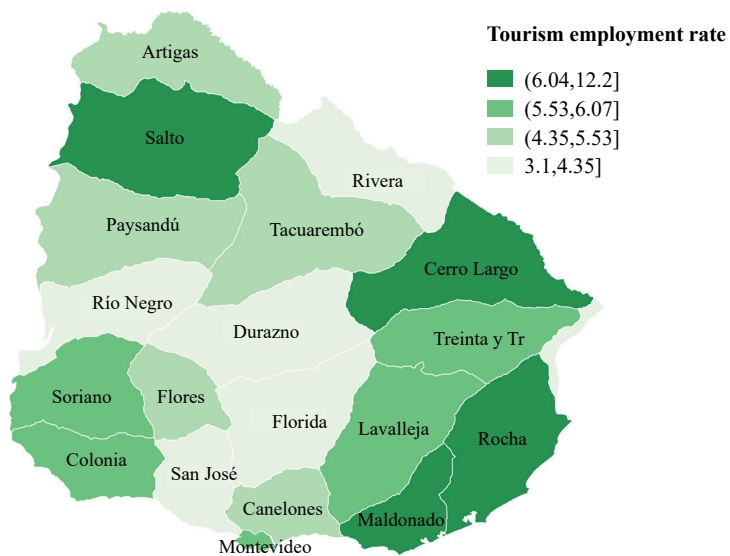 Tourism employment rate
(6.04,12.2]
(5.53,6.07]
(4.35,5.53]
3.1,4.35]
Artigas
Salto
Rivera
Paysandú
Tacuarembó
Cerro Largo
Río Negro
Durazno
Treinta y Tr
Soriano
Flores
Florida
Lavalleja
Rocha
Colonia
San José
Canelones
Maldonado
Montevideo